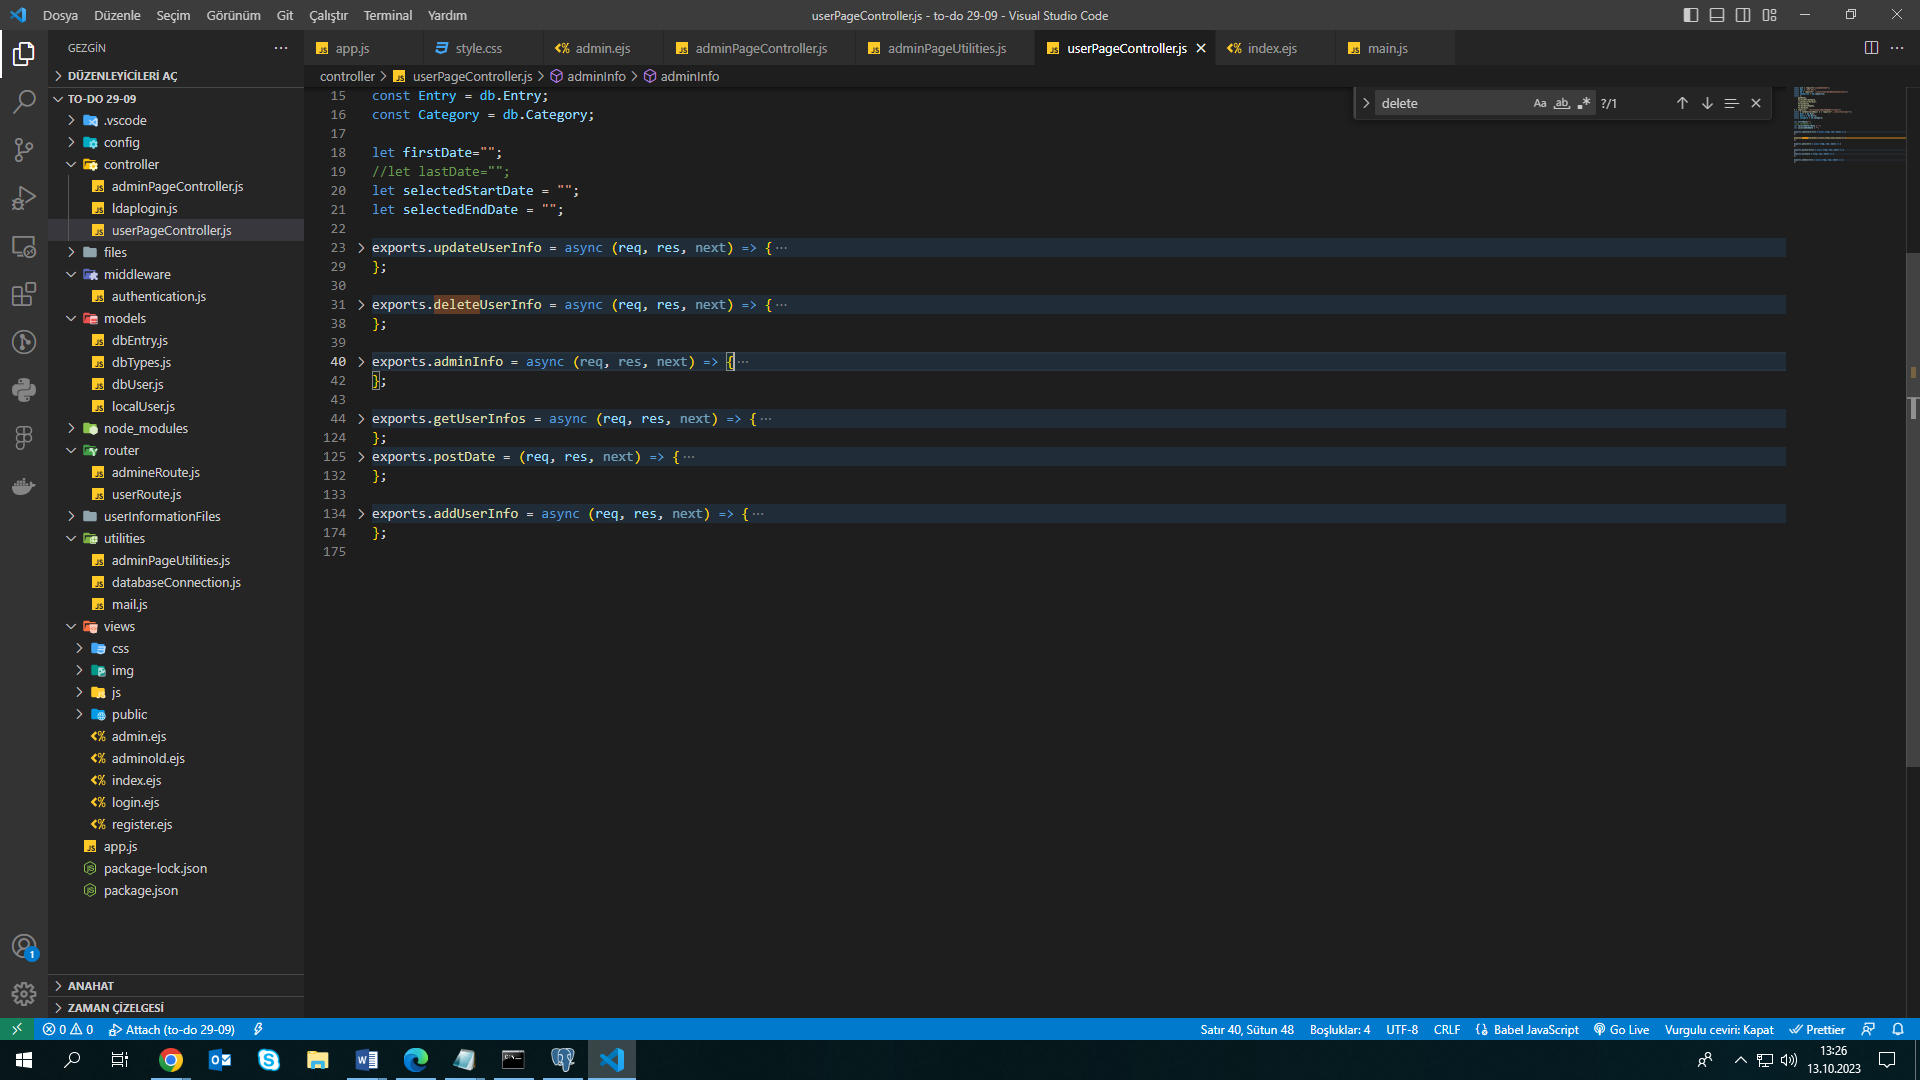 Dosya Düzenle Seçim Görünüm Git Çalıştır Terminal Yardım
userPageController.js - to-do 29-09 - Visual Studio Code
GEZGİN
app.js style.css admin.ejs adminPageController.js adminPageUtilities.js userPageController.js index.ejs main.js
DÜZENLEYİCİLERİ AÇ
controller userPageController.js adminInfo adminInfo
TO-DO 29-09
.vscode
config
controller
adminPageController.js
ldaplogin.js
userPageController.js
files
middleware
authentication.js
models
dbEntry.js
dbTypes.js
dbUser.js
localUser.js
node_modules
router
admineRoute.js
userRoute.js
userInformationFiles
utilities
adminPageUtilities.js
databaseConnection.js
mail.js
views
css
img
js
public
admin.ejs
adminold.ejs
index.ejs
login.ejs
register.ejs
app.js
package-lock.json
package.json
ANAHAT
ZAMAN ÇİZELGESİ
delete Aa ab ?/1
15 const Entry = db.Entry;
16 const Category = db.Category;
17
18 let firstDate="";
19 //let lastDate="";
20 let selectedStartDate = "";
21 let selectedEndDate = "";
22
23 exports.updateUserInfo = async (req, res, next) => {···
29 };
30
31 exports.deleteUserInfo = async (req, res, next) => {···
38 };
39
40 exports.adminInfo = async (req, res, next) => {···
42 };
43
44 exports.getUserInfos = async (req, res, next) => {···
124 };
125 exports.postDate = (req, res, next) => {···
132 };
133
134 exports.addUserInfo = async (req, res, next) => {···
174 };
175
1
0 0 Attach (to-do 29-09)
Satır 40, Sütun 48 Boşluklar: 4 UTF-8 CRLF Babel JavaScript Go Live Vurgulu ceviri: Kapat Prettier
13:26
13.10.2023